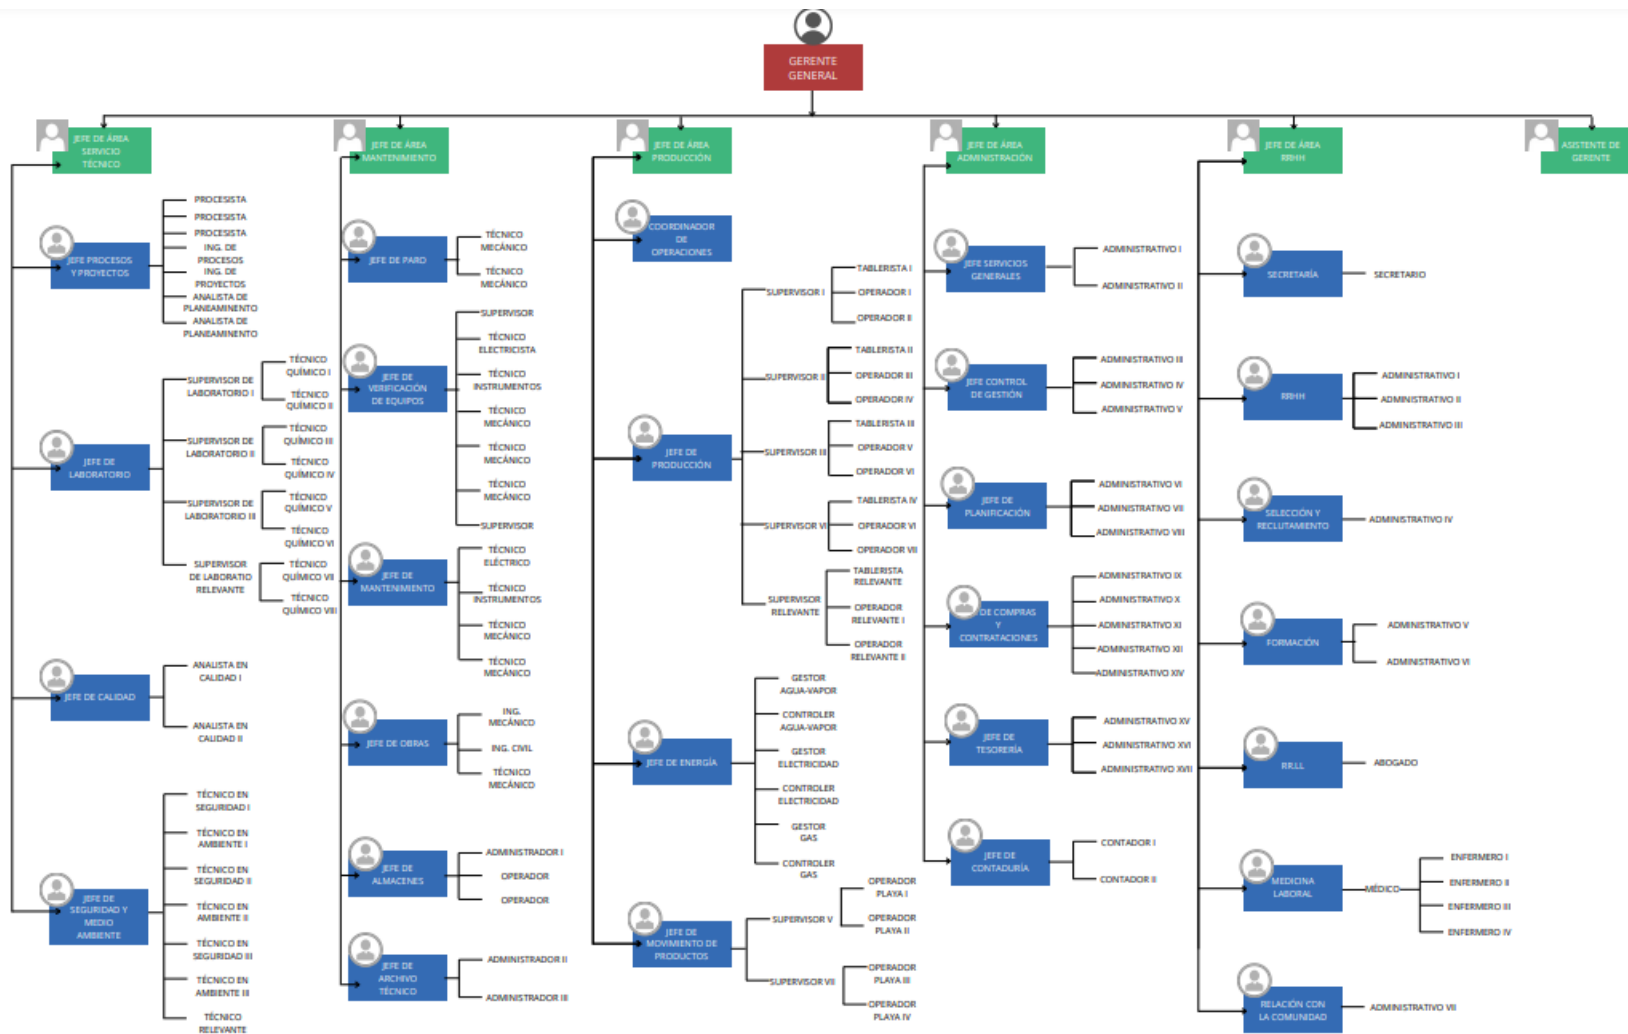 GERENTE
GENERAL
JEFE DE ÁREA
SERVICIO
TÉCNICO
JEFE DE ÁREA
MANTENIMIENTO
JEFE DE ÁREA
PRODUCCIÓN
JEFE DE ÁREA
ADMINISTRACIÓN
JEFE DE ÁREA
RRHH
ASISTENTE DE
GERENTE
JEFE PROCESOS
Y PROYECTOS
PROCESISTA
PROCESISTA
PROCESISTA
ING. DE
PROCESOS
ING. DE
PROYECTOS
ANALISTA DE
PLANEAMINENTO
ANALISTA DE
PLANEAMINENTO
JEFE DE
LABORATORIO
SUPERVISOR DE
LABORATORIO I
TÉCNICO
QUÍMICO I
TÉCNICO
QUÍMICO II
SUPERVISOR DE
LABORATORIO II
TÉCNICO
QUÍMICO III
TÉCNICO
QUÍMICO IV
SUPERVISOR DE
LABORATORIO III
TÉCNICO
QUÍMICO V
TÉCNICO
QUÍMICO VI
SUPERVISOR
DE LABORATIO
RELEVANTE
TÉCNICO
QUÍMICO VII
TÉCNICO
QUÍMICO VIII
JEFE DE CALIDAD
ANALISTA EN
CALIDAD I
ANALISTA EN
CALIDAD II
JEFE DE
SEGURIDAD Y
MEDIO
AMBIENTE
TÉCNICO EN
SEGURIDAD I
TÉCNICO EN
AMBIENTE I
TÉCNICO EN
SEGURIDAD II
TÉCNICO EN
AMBIENTE II
TÉCNICO EN
SEGURIDAD III
TÉCNICO EN
AMBIENTE III
TÉCNICO
RELEVANTE
JEFE DE PARO
TÉCNICO
MECÁNICO
TÉCNICO
MECÁNICO
JEFE DE
VERIFICACIÓN
DE EQUIPOS
SUPERVISOR
TÉCNICO
ELECTRICISTA
TÉCNICO
INSTRUMENTOS
TÉCNICO
MECÁNICO
TÉCNICO
MECÁNICO
TÉCNICO
MECÁNICO
SUPERVISOR
JEFE DE
MANTENIMIENTO
TÉCNICO
ELÉCTRICO
TÉCNICO
INSTRUMENTOS
TÉCNICO
MECÁNICO
TÉCNICO
MECÁNICO
JEFE DE OBRAS
ING.
MECÁNICO
ING. CIVIL
TÉCNICO
MECÁNICO
JEFE DE
ALMACENES
ADMINISTRADOR I
OPERADOR
OPERADOR
JEFE DE
ARCHIVO
TÉCNICO
ADMINISTRADOR II
ADMINISTRADOR III
COORDINADOR
DE
OPERACIONES
JEFE DE
PRODUCCIÓN
SUPERVISOR I
TABLERISTA I
OPERADOR I
OPERADOR II
SUPERVISOR II
TABLERISTA II
OPERADOR III
OPERADOR IV
SUPERVISOR III
TABLERISTA III
OPERADOR V
OPERADOR VI
SUPERVISOR VI
TABLERISTA IV
OPERADOR VI
OPERADOR VII
SUPERVISOR
RELEVANTE
TABLERISTA
RELEVANTE
OPERADOR
RELEVANTE I
OPERADOR
RELEVANTE II
JEFE DE ENERGÍA
GESTOR
AGUA-VAPOR
CONTROLER
AGUA-VAPOR
GESTOR
ELECTRICIDAD
CONTROLER
ELECTRICIDAD
GESTOR
GAS
CONTROLER
GAS
JEFE DE
MOVIMIENTO DE
PRODUCTOS
SUPERVISOR V
OPERADOR
PLAYA I
OPERADOR
PLAYA II
SUPERVISOR VII
OPERADOR
PLAYA III
OPERADOR
PLAYA IV
JEFE SERVICIOS
GENERALES
ADMINISTRATIVO I
ADMINISTRATIVO II
JEFE CONTROL
DE GESTIÓN
ADMINISTRATIVO III
ADMINISTRATIVO IV
ADMINISTRATIVO V
JEFE DE
PLANIFICACIÓN
ADMINISTRATIVO VI
ADMINISTRATIVO VII
ADMINISTRATIVO VIII
DE COMPRAS
Y
CONTRATACIONES
ADMINISTRATIVO IX
ADMINISTRATIVO X
ADMINISTRATIVO XI
ADMINISTRATIVO XII
ADMINISTRATIVO XIV
JEFE DE
TESORERÍA
ADMINISTRATIVO XV
ADMINISTRATIVO XVI
ADMINISTRATIVO XVII
JEFE DE
CONTADURÍA
CONTADOR I
CONTADOR II
SECRETARÍA
SECRETARIO
RRHH
ADMINISTRATIVO I
ADMINISTRATIVO II
ADMINISTRATIVO III
SELECCIÓN Y
RECLUTAMIENTO
ADMINISTRATIVO IV
FORMACIÓN
ADMINISTRATIVO V
ADMINISTRATIVO VI
RR.LL
ABOGADO
MEDICINA
LABORAL
MÉDICO
ENFERMERO I
ENFERMERO II
ENFERMERO III
ENFERMERO IV
RELACIÓN CON
LA COMUNIDAD
ADMINISTRATIVO VII